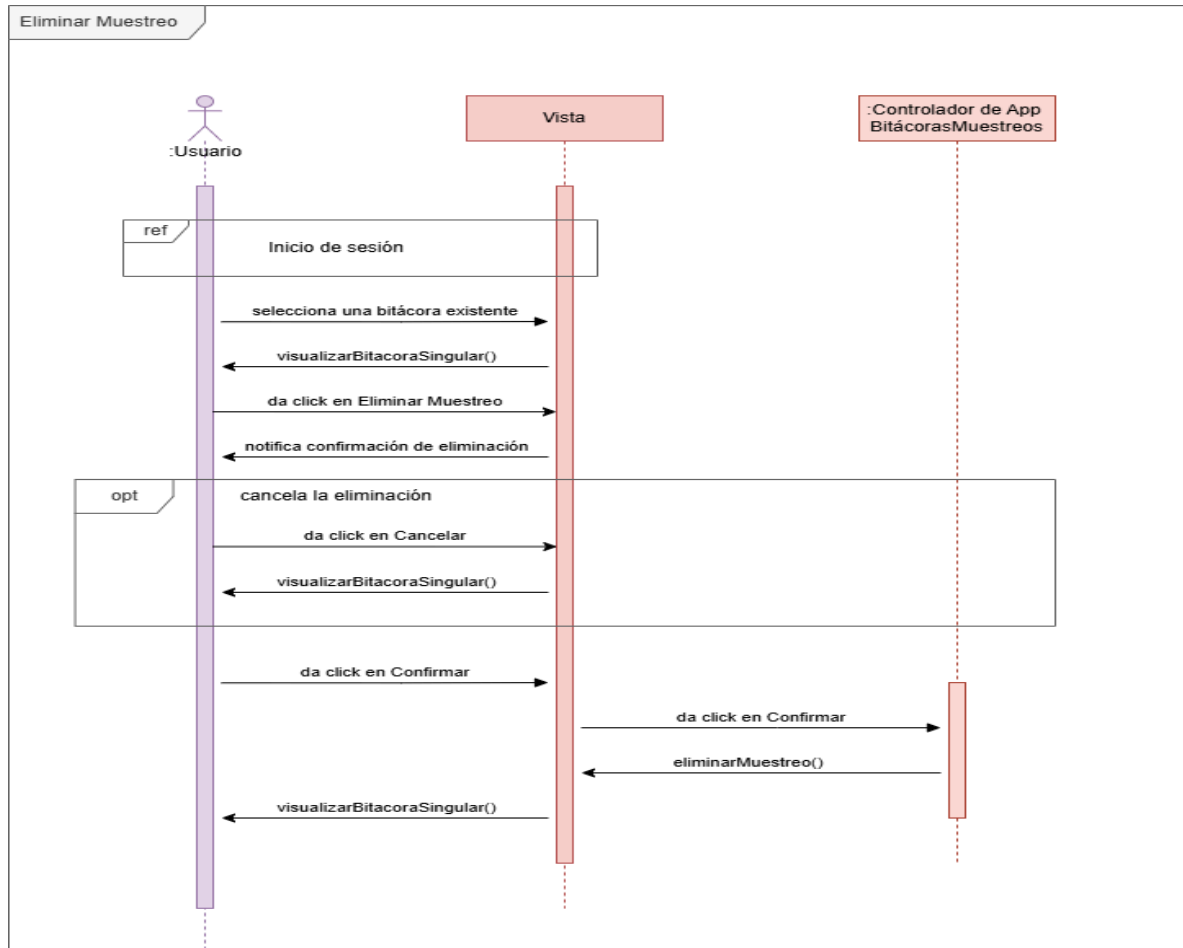 Eliminar Muestreo
:Usuario
Vista
:Controlador de App
BitácorasMuestreos
ref
Inicio de sesión
selecciona una bitácora existente
visualizarBitacoraSingular()
da click en Eliminar Muestreo
notifica confirmación de eliminación
opt
cancela la eliminación
da click en Cancelar
visualizarBitacoraSingular()
da click en Confirmar
da click en Confirmar
eliminarMuestreo()
visualizarBitacoraSingular()